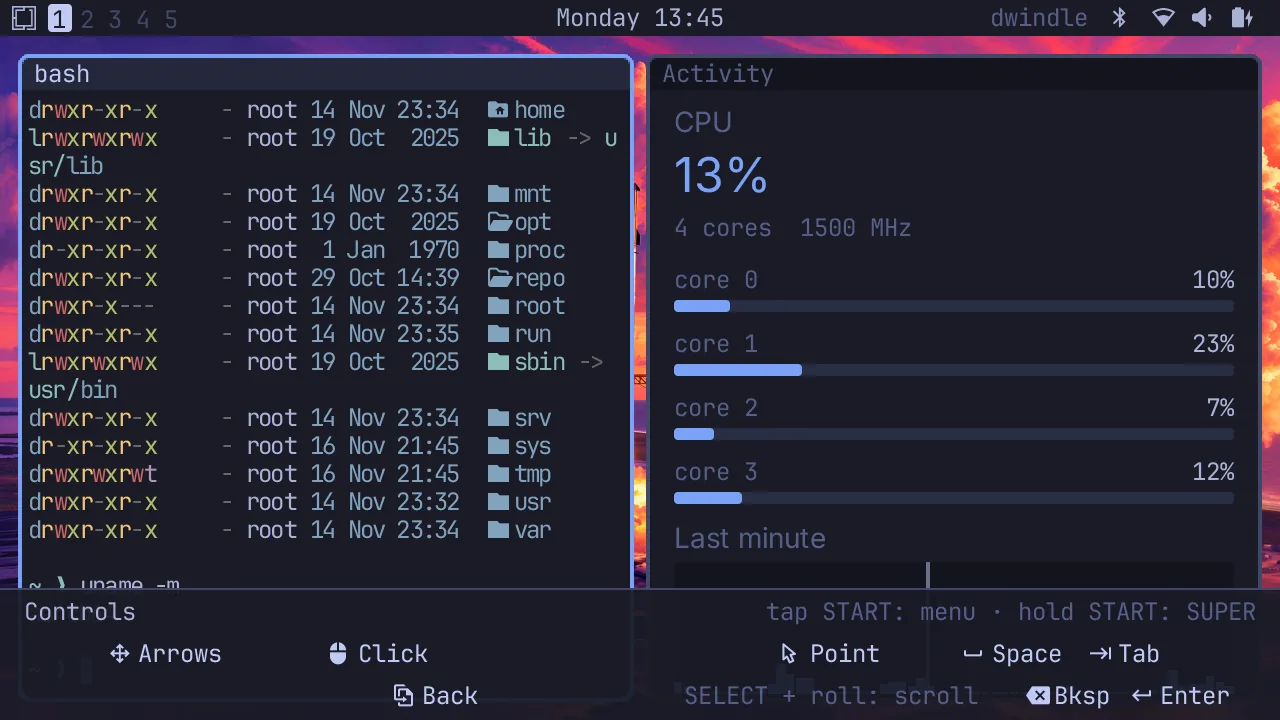 1 2 3 4 5 Monday 13:45 dwindle
bash
drwxr-xr-x - root 14 Nov 23:34 home
lrwxrwxrwx - root 19 Oct 2025 lib -> u
sr/lib
drwxr-xr-x - root 14 Nov 23:34 mnt
drwxr-xr-x - root 19 Oct 2025 opt
dr-xr-xr-x - root 1 Jan 1970 proc
drwxr-xr-x - root 29 Oct 14:39 repo
drwxr-x--- - root 14 Nov 23:34 root
drwxr-xr-x - root 14 Nov 23:35 run
lrwxrwxrwx - root 19 Oct 2025 sbin ->
usr/bin
drwxr-xr-x - root 14 Nov 23:34 srv
dr-xr-xr-x - root 16 Nov 21:45 sys
drwxrwxrwt - root 16 Nov 21:45 tmp
drwxr-xr-x - root 14 Nov 23:32 usr
drwxr-xr-x - root 14 Nov 23:34 var
~ ❯ uname -m
Activity
CPU
13%
4 cores 1500 MHz
core 0 10%
core 1 23%
core 2 7%
core 3 12%
Last minute
Controls tap START: menu · hold START: SUPER
Arrows Click Point Space Tab
Back SELECT + roll: scroll Bksp Enter